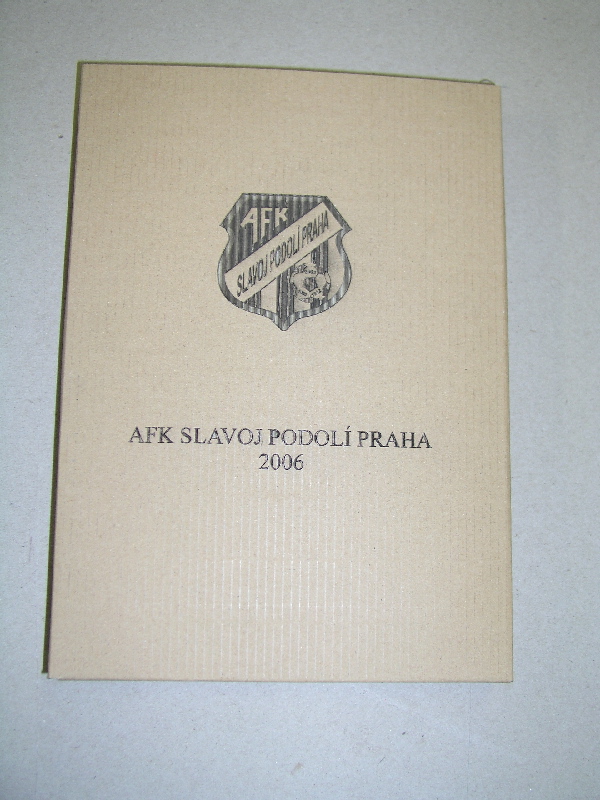 AFK
SLAVOJ PODOLÍ PRAHA
AFK SLAVOJ PODOLÍ PRAHA
2006